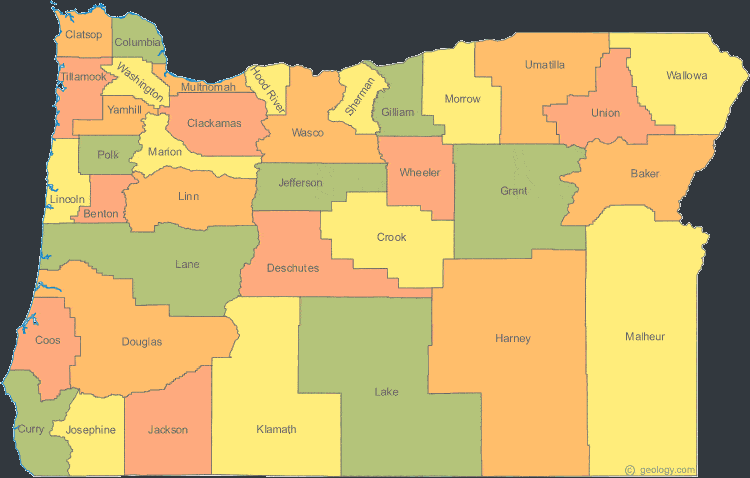 Clatsop
Columbia
Tillamook
Washington
Multnomah
Hood River
Sherman
Gilliam
Morrow
Umatilla
Union
Wallowa
Yamhill
Clackamas
Wasco
Polk
Marion
Wheeler
Grant
Baker
Lincoln
Benton
Linn
Jefferson
Crook
Lane
Deschutes
Coos
Douglas
Harney
Malheur
Lake
Curry
Josephine
Jackson
Klamath
© geology.com